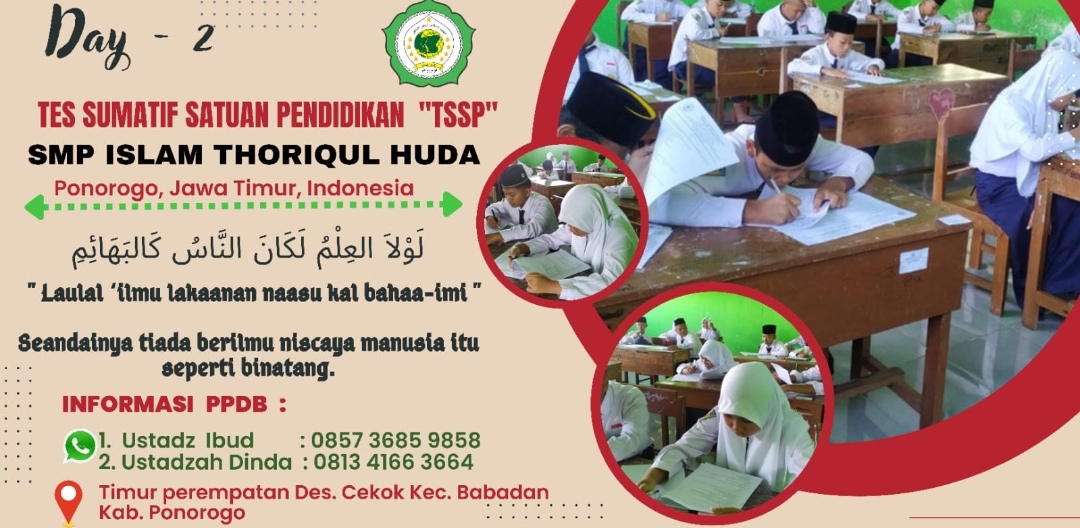 Day - 2
TES SUMATIF SATUAN PENDIDIKAN "TSSP"
SMP ISLAM THORIQUL HUDA
Ponorogo, Jawa Timur, Indonesia
لَوْلاَ العِلْمُ لَكَانَ النَّاسُ كَالبَهَائِمِ
" Laulal 'ilmu lakaanan naasu kal bahaa-imi "
Seandainya tiada berilmu niscaya manusia itu
seperti binatang.
INFORMASI PPDB :
1. Ustadz Ibud : 0857 3685 9858
2. Ustadzah Dinda : 0813 4166 3664
Timur perempatan Des. Cekok Kec. Babadan
Kab. Ponorogo